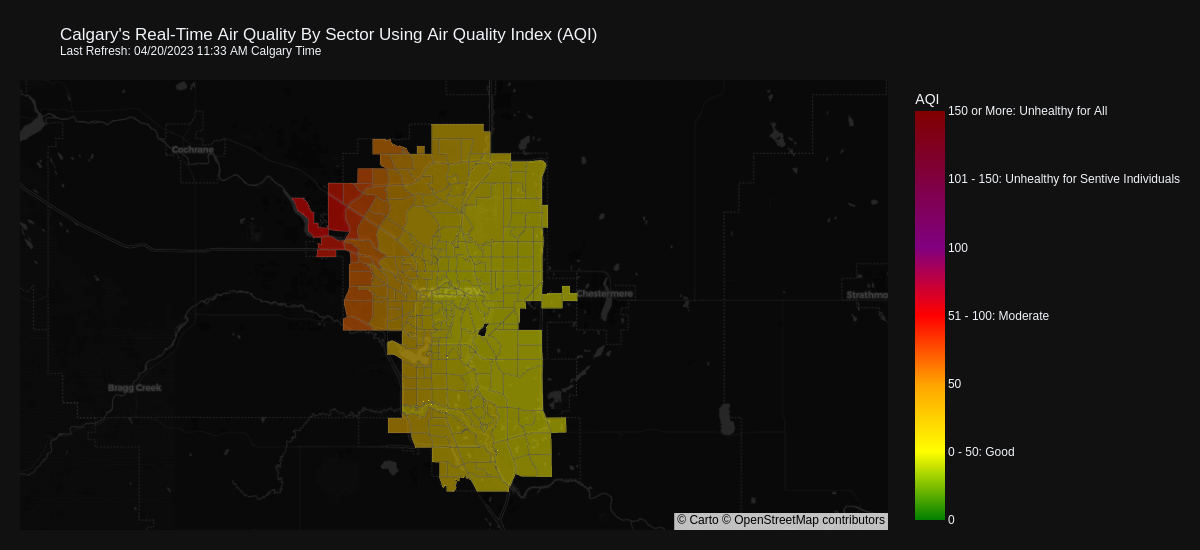 Calgary's Real-Time Air Quality By Sector Using Air Quality Index (AQI)
Last Refresh: 04/20/2023 11:33 AM Calgary Time
AQI
150 or More: Unhealthy for All
Cochrane
101 - 150: Unhealthy for Sentive Individuals
100
Chestermere
Strathmo
51 - 100: Moderate
50
Bragg Creek
0 - 50: Good
0
© Carto © OpenStreetMap contributors